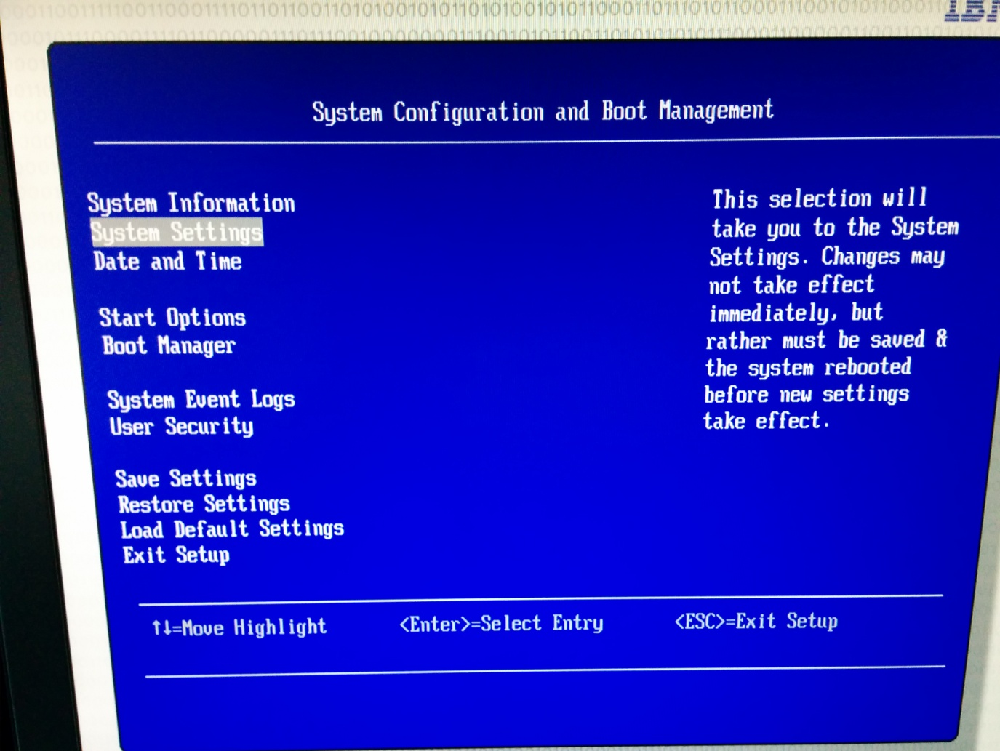 IBM
System Configuration and Boot Management
System Information
System Settings
Date and Time
Start Options
Boot Manager
System Event Logs
User Security
Save Settings
Restore Settings
Load Default Settings
Exit Setup
This selection will
take you to the System
Settings. Changes may
not take effect
immediately, but
rather must be saved &
the system rebooted
before new settings
take effect.
↑↓=Move Highlight
<Enter>=Select Entry
<ESC>=Exit Setup